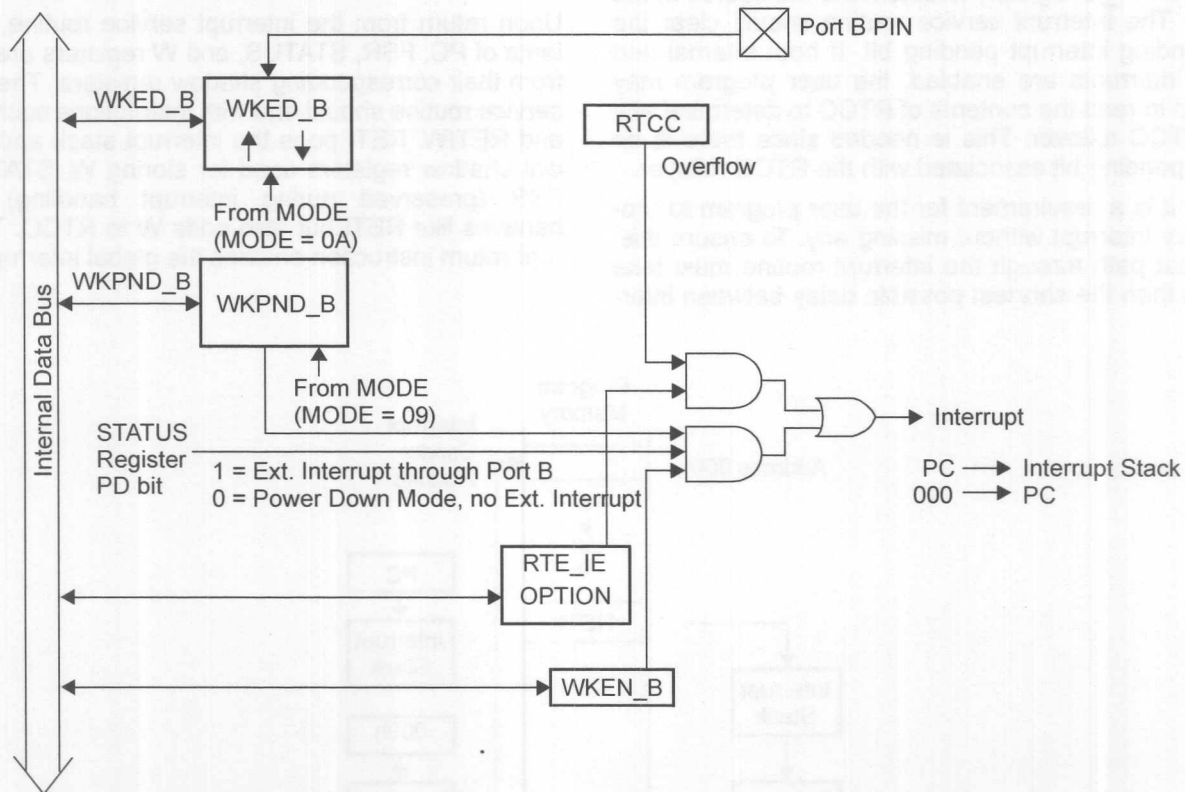 Port B PIN
WKED_B
WKED_B
RTCC
Overflow
From MODE
(MODE = 0A)
WKPND_B
WKPND_B
Internal Data Bus
From MODE
(MODE = 09)
Interrupt
STATUS
Register
PD bit
1 = Ext. Interrupt through Port B
0 = Power Down Mode, no Ext. Interrupt
PC
Interrupt Stack
000
PC
RTE_IE
OPTION
WKEN_B